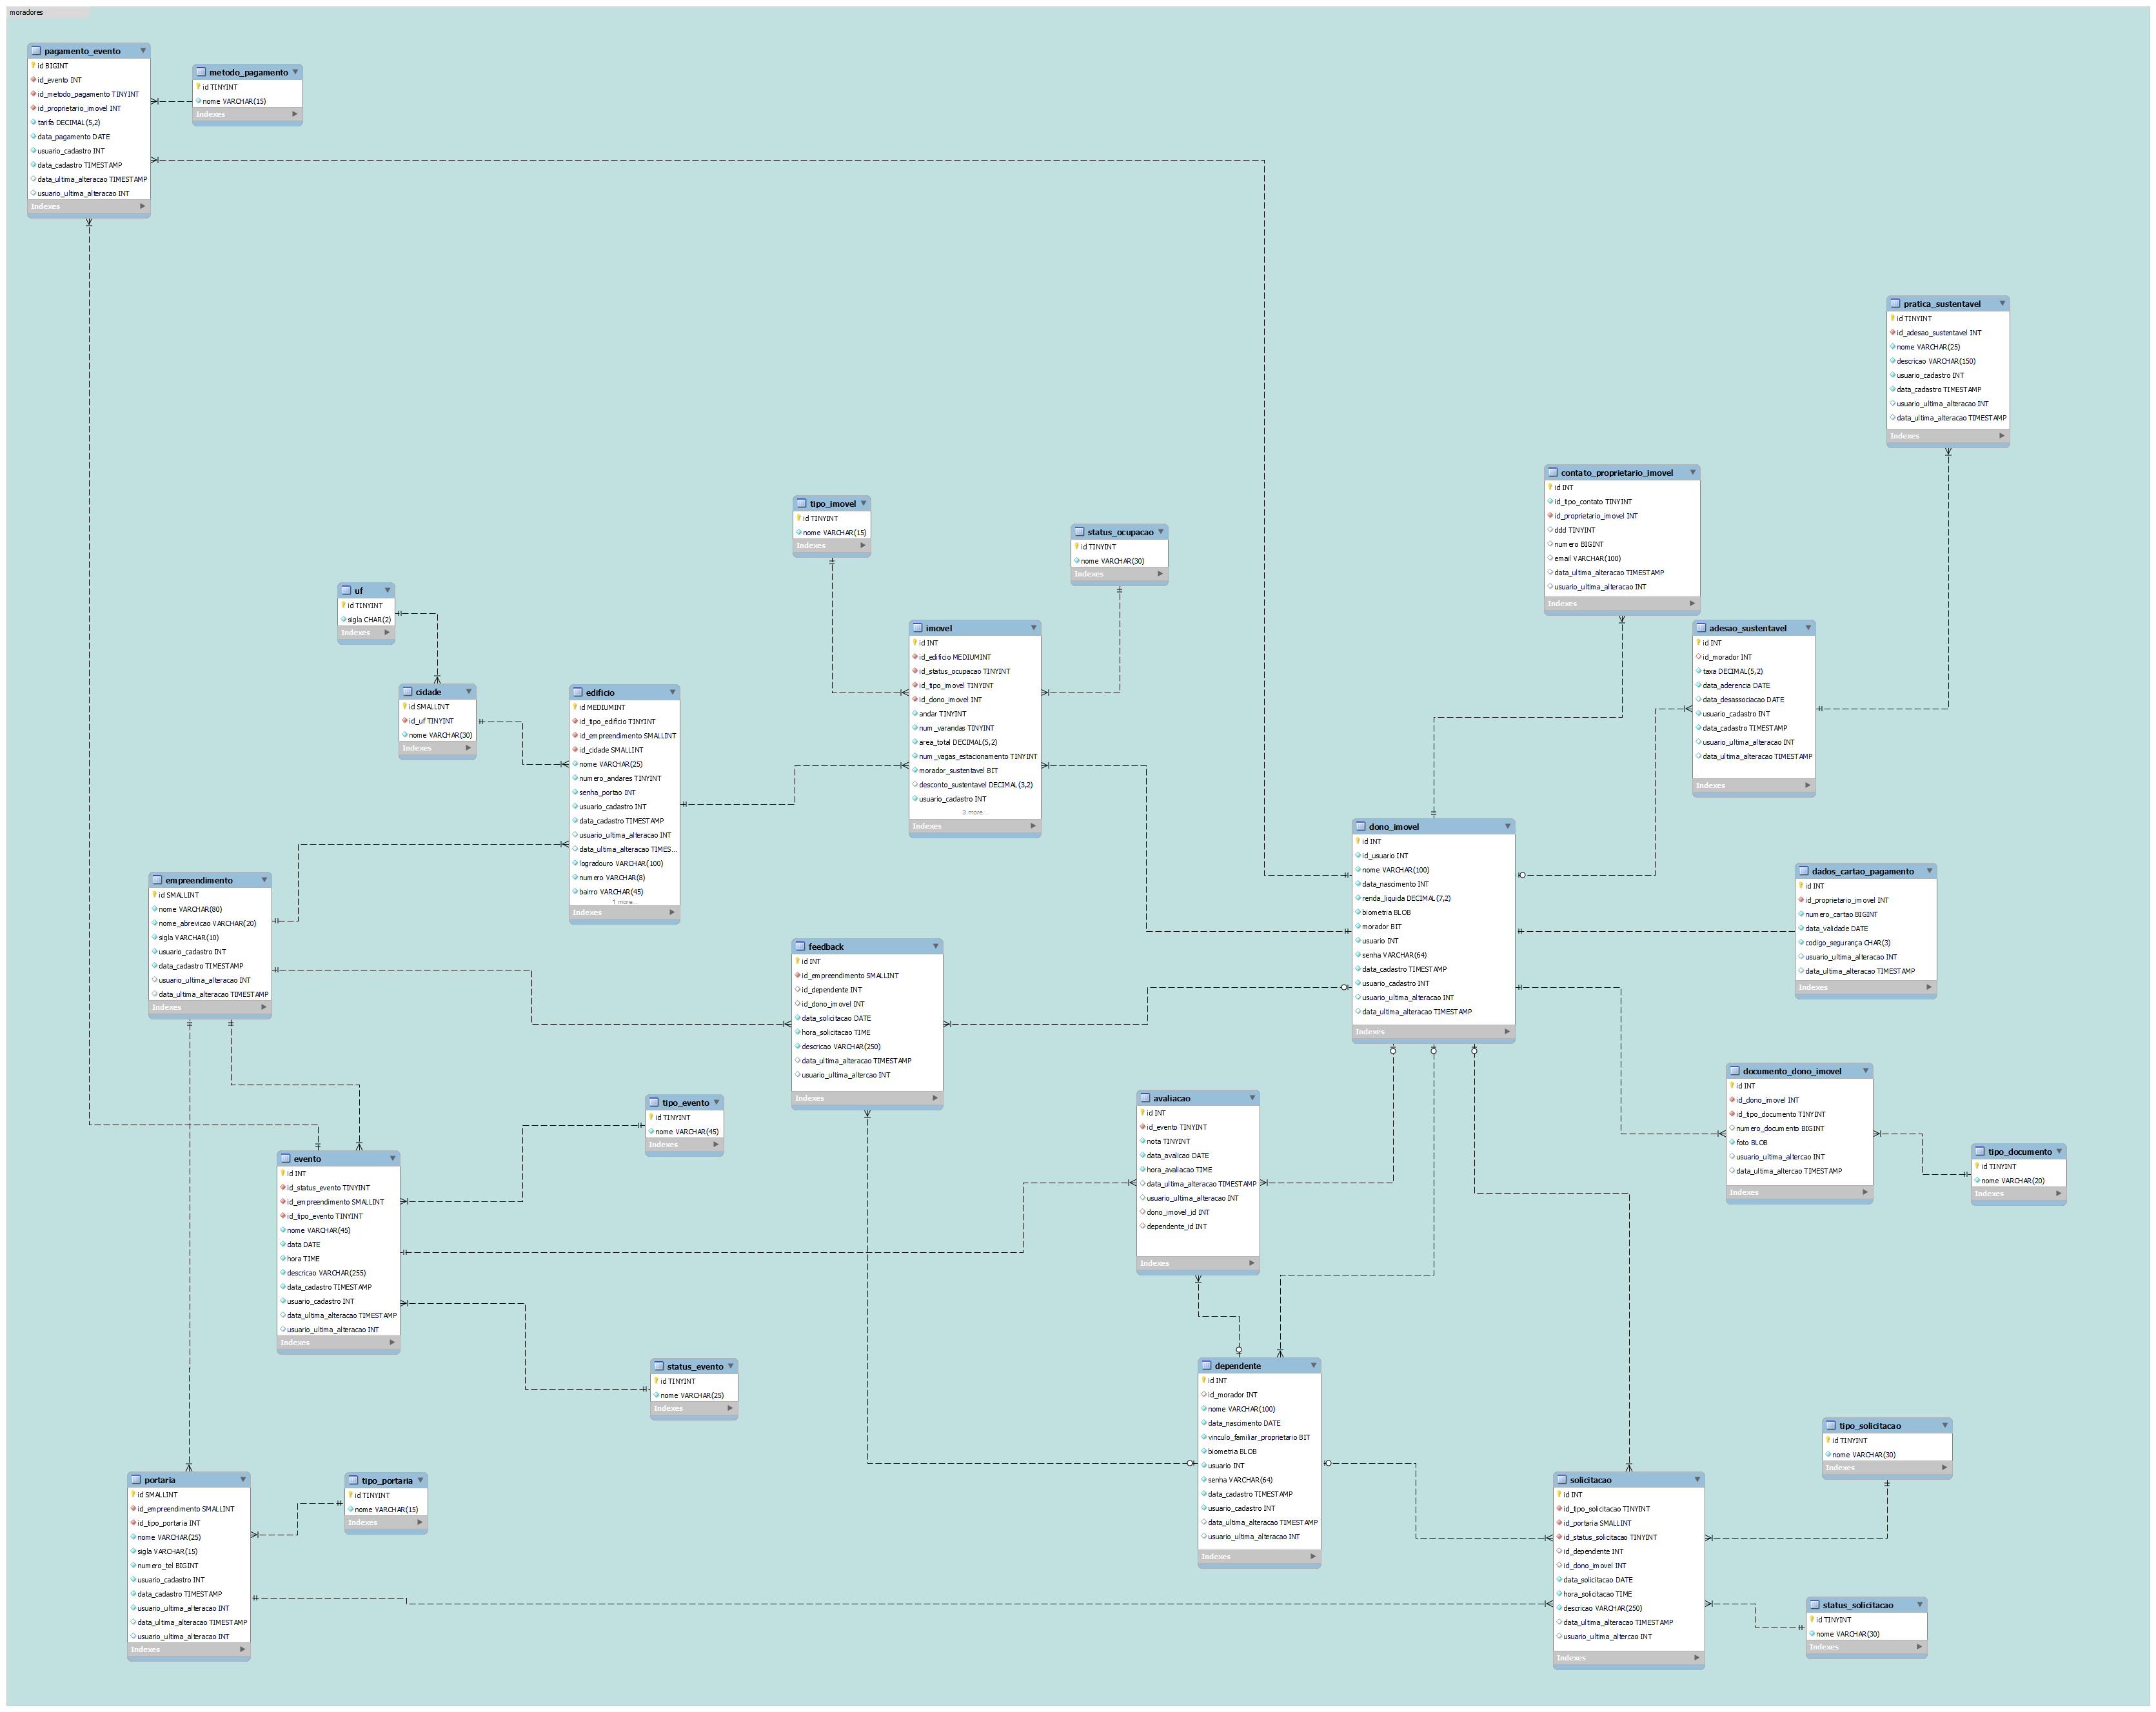 moradores
pagamento_evento
id BIGINT
id_evento INT
id_metodo_pagamento TINYINT
id_proprietario_imovel INT
tarifa DECIMAL(5,2)
data_pagamento DATE
usuario_cadastro INT
data_cadastro TIMESTAMP
data_ultima_alteração TIMESTAMP
usuario_ultima_alteracao INT
Indexes
metodo_pagamento
id TINYINT
nome VARCHAR(15)
Indexes
pratica_sustentavel
id TINYINT
id_adesao_sustentavel INT
nome VARCHAR(25)
descricao VARCHAR(150)
usuario_cadastro INT
data_cadastro TIMESTAMP
usuario_ultima_alteracao INT
data_ultima_alteracao TIMESTAMP
Indexes
contato_proprietario_imovel
id INT
id_tipo_contato TINYINT
id_proprietario_imovel INT
ddd TINYINT
numero BIGINT
email VARCHAR(100)
data_ultima_alteracao TIMESTAMP
usuario_ultima_alteracao INT
Indexes
tipo_imovel
id TINYINT
nome VARCHAR(15)
Indexes
status_ocupacao
id TINYINT
nome VARCHAR(30)
Indexes
uf
id TINYINT
sigla CHAR(2)
Indexes
imovel
id INT
id_edificio MEDIUMINT
id_status_ocupacao TINYINT
id_tipo_imovel TINYINT
id_dono_imovel INT
andar TINYINT
num_varandas TINYINT
area_total DECIMAL(5,2)
num_vagas_estacionamento TINYINT
morador_sustentavel BIT
desconto_sustentavel DECIMAL(3,2)
usuario_cadastro INT
3 more...
Indexes
adesao_sustentavel
id INT
id_morador INT
taxa DECIMAL(5,2)
data_aderencia DATE
data_desassociacao DATE
usuario_cadastro INT
data_cadastro TIMESTAMP
usuario_ultima_alteracao INT
data_ultima_alteracao TIMESTAMP
Indexes
cidade
id SMALLINT
id_uf TINYINT
nome VARCHAR(30)
Indexes
edificio
id MEDIUMINT
id_tipo_edificio TINYINT
id_empreendimento SMALLINT
id_cidade SMALLINT
nome VARCHAR(25)
numero_andares TINYINT
senha_portao INT
usuario_cadastro INT
data_cadastro TIMESTAMP
usuario_ultima_alteracao INT
data_ultima_alteracao TIMES...
logradouro VARCHAR(100)
numero VARCHAR(8)
bairro VARCHAR(45)
1 more...
Indexes
dono_imovel
id INT
id_usuario INT
nome VARCHAR(100)
data_nascimento INT
renda_liquida DECIMAL(7,2)
biometria BLOB
morador BIT
usuario INT
senha VARCHAR(64)
data_cadastro TIMESTAMP
usuario_cadastro INT
usuario_ultima_alteracao INT
data_ultima_alteracao TIMESTAMP
Indexes
dados_cartao_pagamento
id INT
id_proprietario_imovel INT
numero_cartao BIGINT
data_validade DATE
codigo_segurança CHAR(3)
usuario_ultima_alteracao INT
data_ultima_alteracao TIMESTAMP
Indexes
empreendimento
id SMALLINT
nome VARCHAR(80)
nome_abrevicao VARCHAR(20)
sigla VARCHAR(10)
usuario_cadastro INT
data_cadastro TIMESTAMP
usuario_ultima_alteracao INT
data_ultima_alteracao TIMESTAMP
Indexes
feedback
id INT
id_empreendimento SMALLINT
id_dependente INT
id_dono_imovel INT
data_solicitacao DATE
hora_solicitacao TIME
descricao VARCHAR(250)
data_ultima_alteracao TIMESTAMP
usuario_ultima_altercao INT
Indexes
documento_dono_imovel
id INT
id_dono_imovel INT
id_tipo_documento TINYINT
numero_documento BIGINT
foto BLOB
usuario_ultima_altercao INT
data_ultima_altercao TIMESTAMP
Indexes
tipo_documento
id TINYINT
nome VARCHAR(20)
Indexes
tipo_evento
id TINYINT
nome VARCHAR(45)
Indexes
avaliacao
id INT
id_evento TINYINT
nota TINYINT
data_avalicao DATE
hora_avaliacao TIME
data_ultima_alteracao TIMESTAMP
usuario_ultima_alteracao INT
dono_imovel_id INT
dependente_id INT
Indexes
evento
id INT
id_status_evento TINYINT
id_empreendimento SMALLINT
id_tipo_evento TINYINT
nome VARCHAR(45)
data DATE
hora TIME
descricao VARCHAR(255)
data_cadastro TIMESTAMP
usuario_cadastro INT
data_ultima_alteracao TIMESTAMP
usuario_ultima_alteracao INT
Indexes
status_evento
id TINYINT
nome VARCHAR(25)
Indexes
dependente
id INT
id_morador INT
nome VARCHAR(100)
data_nascimento DATE
vinculo_familiar_proprietario BIT
biometria BLOB
usuario INT
senha VARCHAR(64)
data_cadastro TIMESTAMP
usuario_cadastro INT
data_ultima_alteracao TIMESTAMP
usuario_ultima_alteracao INT
Indexes
portaria
id SMALLINT
id_empreendimento SMALLINT
id_tipo_portaria INT
nome VARCHAR(25)
sigla VARCHAR(15)
numero_tel BIGINT
usuario_cadastro INT
data_cadastro TIMESTAMP
usuario_ultima_alteracao INT
data_ultima_alteracao TIMESTAMP
usuario_ultima_alteração INT
Indexes
tipo_portaria
id TINYINT
nome VARCHAR(15)
Indexes
solicitacao
id INT
id_tipo_solicitacao TINYINT
id_portaria SMALLINT
id_status_solicitacao TINYINT
id_dependente INT
id_dono_imovel INT
data_solicitacao DATE
hora_solicitacao TIME
descricao VARCHAR(250)
data_ultima_alteracao TIMESTAMP
usuario_ultima_altercao INT
Indexes
tipo_solicitacao
id TINYINT
nome VARCHAR(30)
Indexes
status_solicitacao
id TINYINT
nome VARCHAR(30)
Indexes